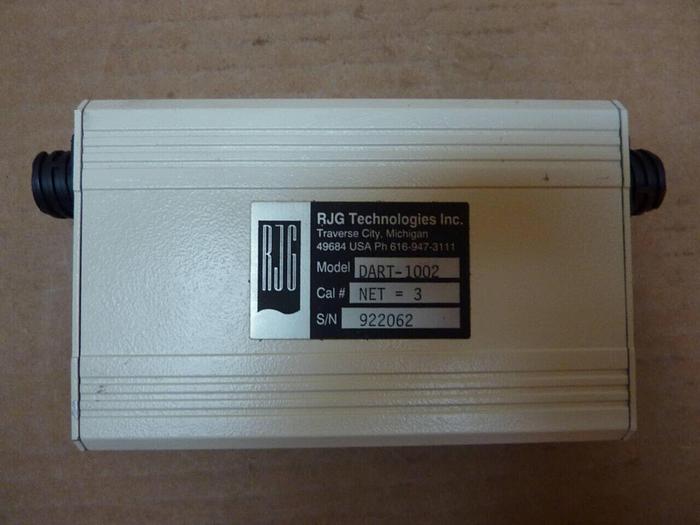 RJG
RJG Technologies Inc.
Traverse City, Michigan
49684 USA Ph 616-947-3111
Model DART-1002
Cal # NET = 3
S/N 922062